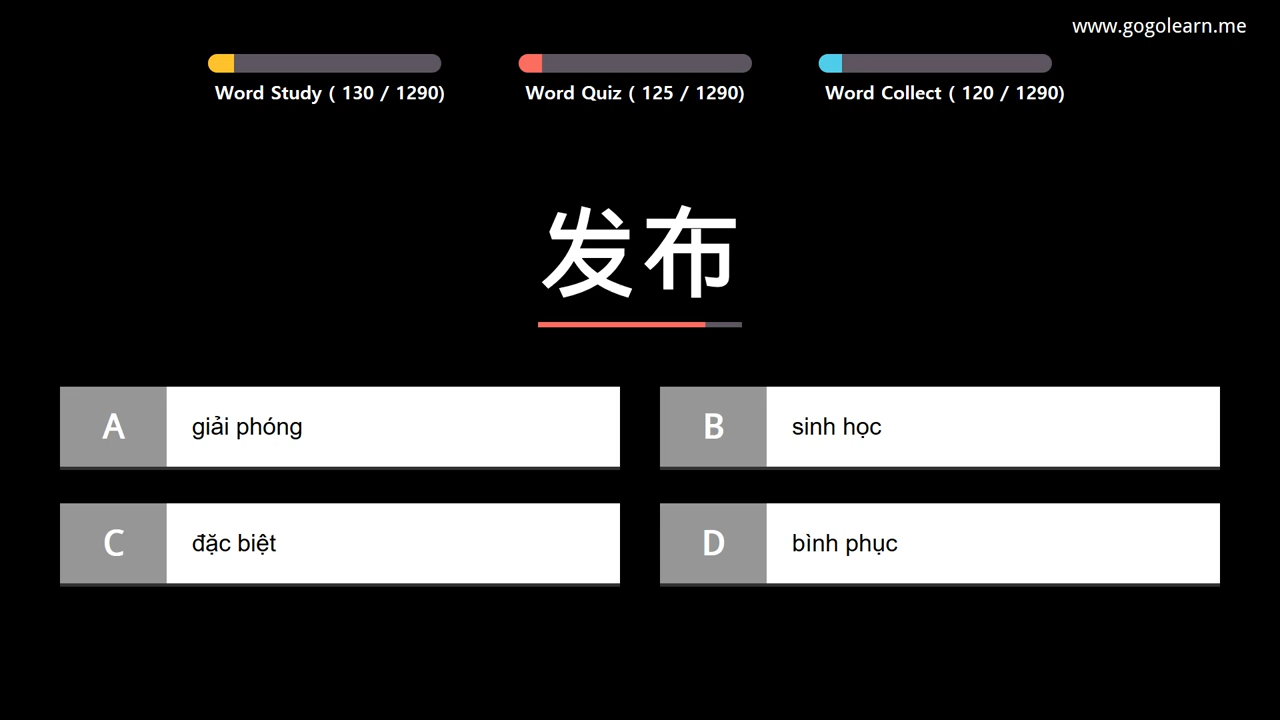 www.gogolearn.me
Word Study ( 130 / 1290)
Word Quiz ( 125 / 1290)
Word Collect ( 120 / 1290)
发布
A
giải phóng
B
sinh học
C
đặc biệt
D
bình phục